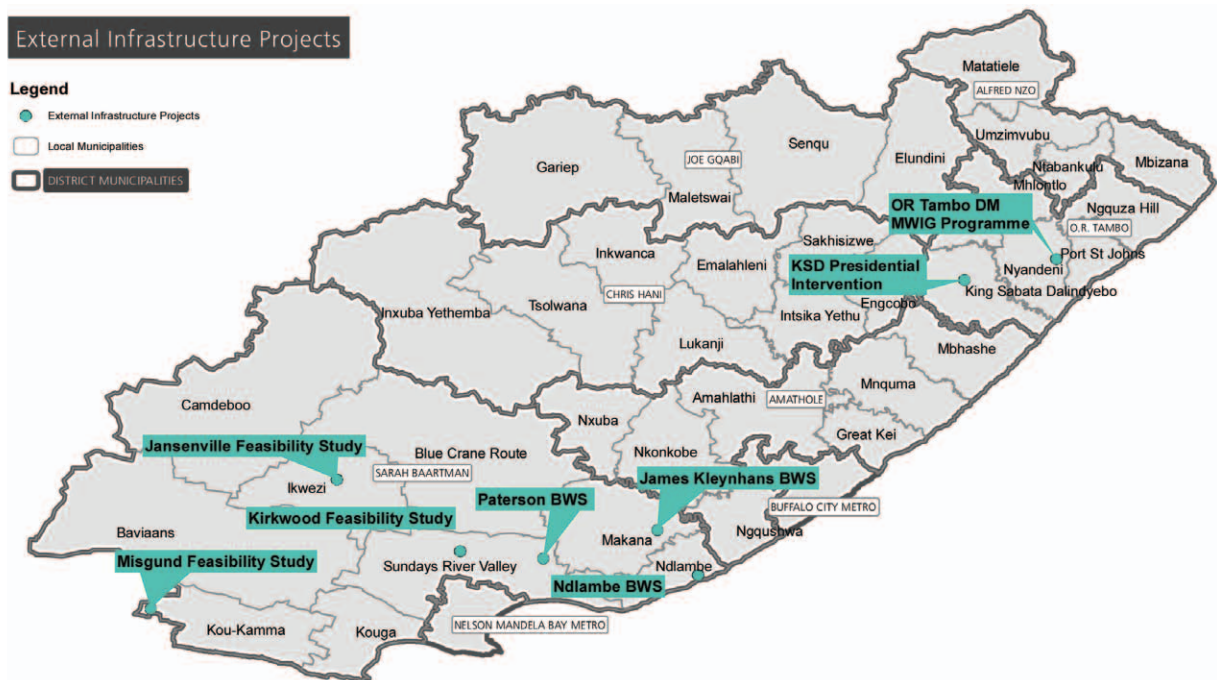 External Infrastructure Projects
Legend
External Infrastructure Projects
Local Municipalities
DISTRICT MUNICIPALITIES
Matatiele
ALFRED NZO
Umzimvubu
Ntabankulu
Mbizana
Mhlontlo
Senqu
Elundini
JOE GQABI
Gariep
Maletswai
OR Tambo DM
MWIG Programme
Ngquza Hill
O.R. TAMBO
Port St Johns
Nyandeni
Sakhisizwe
Inkwanca
Emalahleni
KSD Presidential
Intervention
King Sabata Dalindyebo
Engcobo
CHRIS HANI
Tsolwana
Inxuba Yethemba
Intsika Yethu
Lukanji
Mbhashe
Mnquma
Amahlathi
AMATHOLE
Camdeboo
Nxuba
Great Kei
Jansenville Feasibility Study
Blue Crane Route
Nkonkobe
SARAH BAARTMAN
James Kleynhans BWS
Ikwezi
Paterson BWS
BUFFALO CITY METRO
Kirkwood Feasibility Study
Ngqushwa
Baviaans
Makana
Misgund Feasibility Study
Sundays River Valley
Ndlambe
Ndlambe BWS
NELSON MANDELA BAY METRO
Kou-Kamma
Kouga